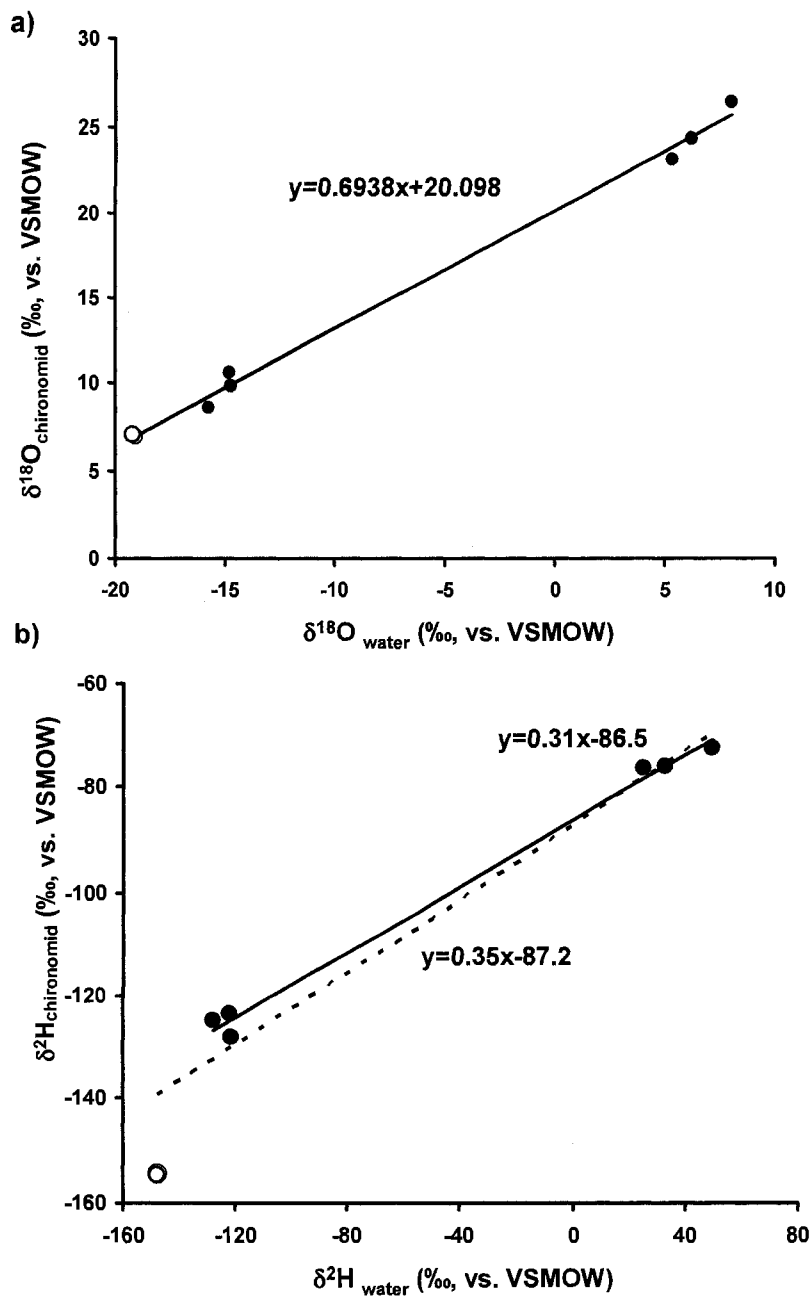 a)
30
25
20
15
10
5
0
y=0.6938x+20.098
δ¹⁸Ochironomid (‰, vs. VSMOW)
-20 -15 -10 -5 0 5 10
δ¹⁸O water (‰, vs. VSMOW)
b)
-60
-80
-100
-120
-140
-160
y=0.31x-86.5
y=0.35x-87.2
δ²Hchironomid (‰, vs. VSMOW)
-160 -120 -80 -40 0 40 80
δ²H water (‰, vs. VSMOW)